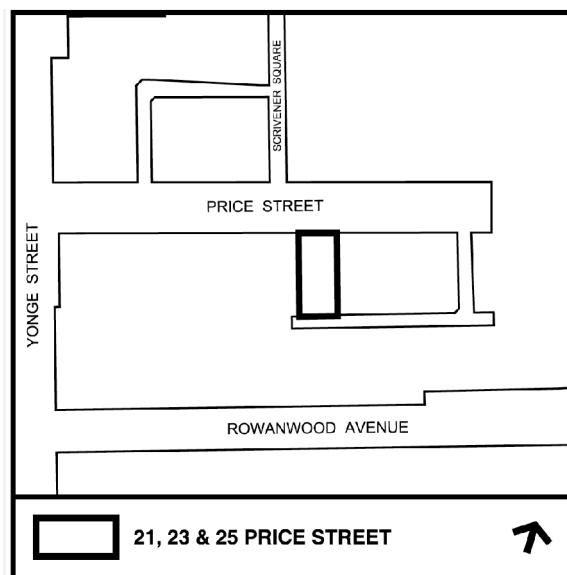 SCRIVENER SQUARE
PRICE STREET
YONGE STREET
ROWANWOOD AVENUE
21, 23 & 25 PRICE STREET